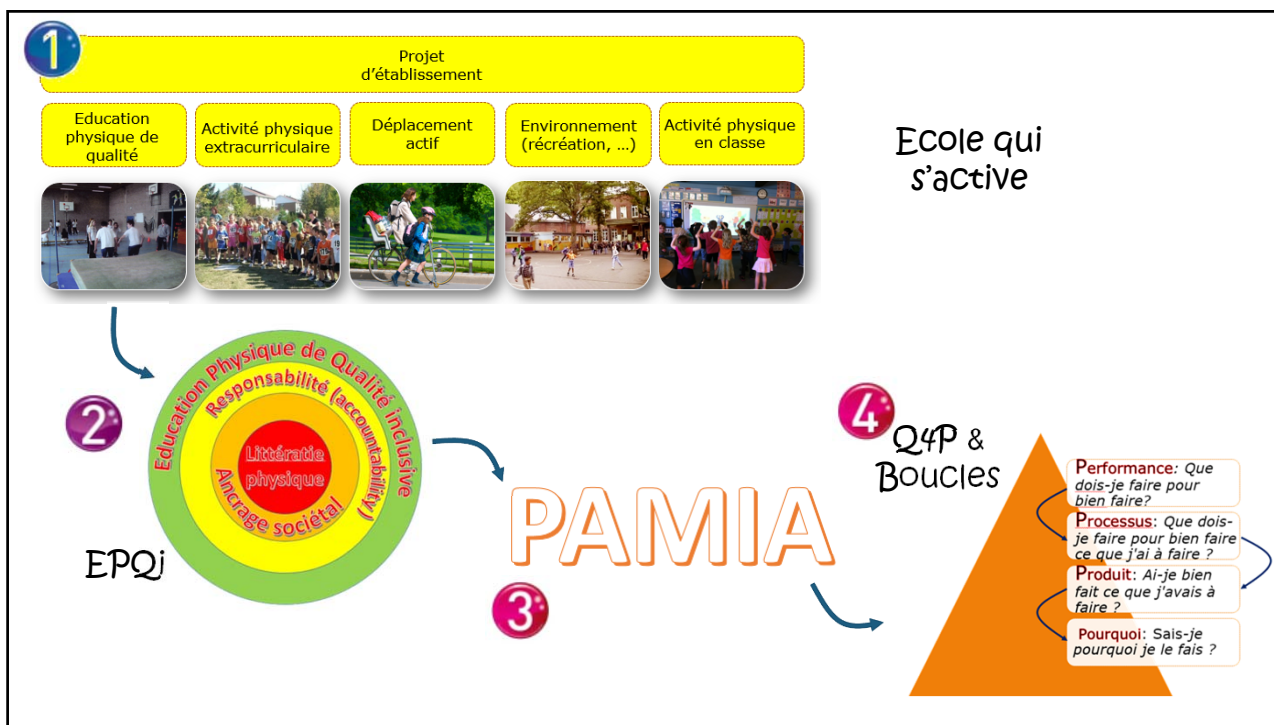 1
Projet
d'établissement
Education
physique de
qualité
Activité physique
extracurriculaire
Déplacement
actif
Environnement
(récréation, ...)
Activité physique
en classe
Ecole qui
s'active
2
Education Physique de Qualité inclusive
Responsabilité (accountability)
Ancrage sociétal
Littératie
physique
EPQi
PAMIA
3
4
Q4P &
Boucles
Performance: Que
dois-je faire pour
bien faire?
Processus: Que dois-
je faire pour bien faire
ce que j'ai à faire ?
Produit: Ai-je bien
fait ce que j'avais à
faire ?
Pourquoi: Sais-je
pourquoi je le fais ?